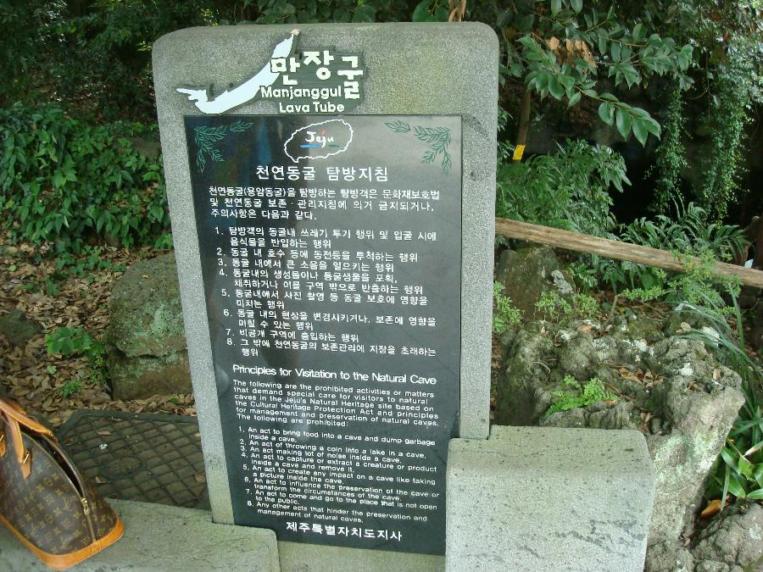 만장굴
Manjanggul
Lava Tube
Jeju
천연동굴 탐방지침
천연동굴(용암동굴)을 탐방하는 탐방객은 문화재보호법
및 천연동굴 보존·관리지침에 의거 금지되거나,
주의사항은 다음과 같다.
1. 탐방객의 동굴내 쓰레기 투기 행위 및 입굴 시에
음식물을 반입하는 행위
2. 동굴 내 호수 등에 동전등을 투척하는 행위
3. 동굴 내에서 큰 소음을 일으키는 행위
4. 동굴내의 생성물이나 동굴생물을 포획,
채취하거나 이를 구역 밖으로 반출하는 행위
5. 동굴내에서 사진 촬영 등 동굴 보호에 영향을
미치는 행위
6. 동굴 내의 현상을 변경시키거나, 보존에 영향을
미칠 수 있는 행위
7. 비공개 구역에 출입하는 행위
8. 그 밖에 천연동굴의 보존관리에 지장을 초래하는
행위
Principles for Visitation to the Natural Cave
The following are the prohibited activities or matters
that demand special care for visitors to natural
caves in the Jeju's Natural Heritage site based on
the Cultural Heritage Protection Act and principles
for management and preservation of natural caves.
The following are prohibited:
1. An act to bring food into a cave and dump garbage
inside a cave.
2. An act of throwing a coin into a lake in a cave.
3. An act making lot of noise inside a cave.
4. An act to capture or extract a creature or product
inside a cave and remove it.
5. An act to create any impact on a cave like taking
a picture inside the cave.
6. An act to influence the preservation of the cave or
transform the circumstances of the cave.
7. An act to come and go to the place that is not open
to the public.
8. Any other acts that hinder the preservation and
management of natural caves.
제주특별자치도지사